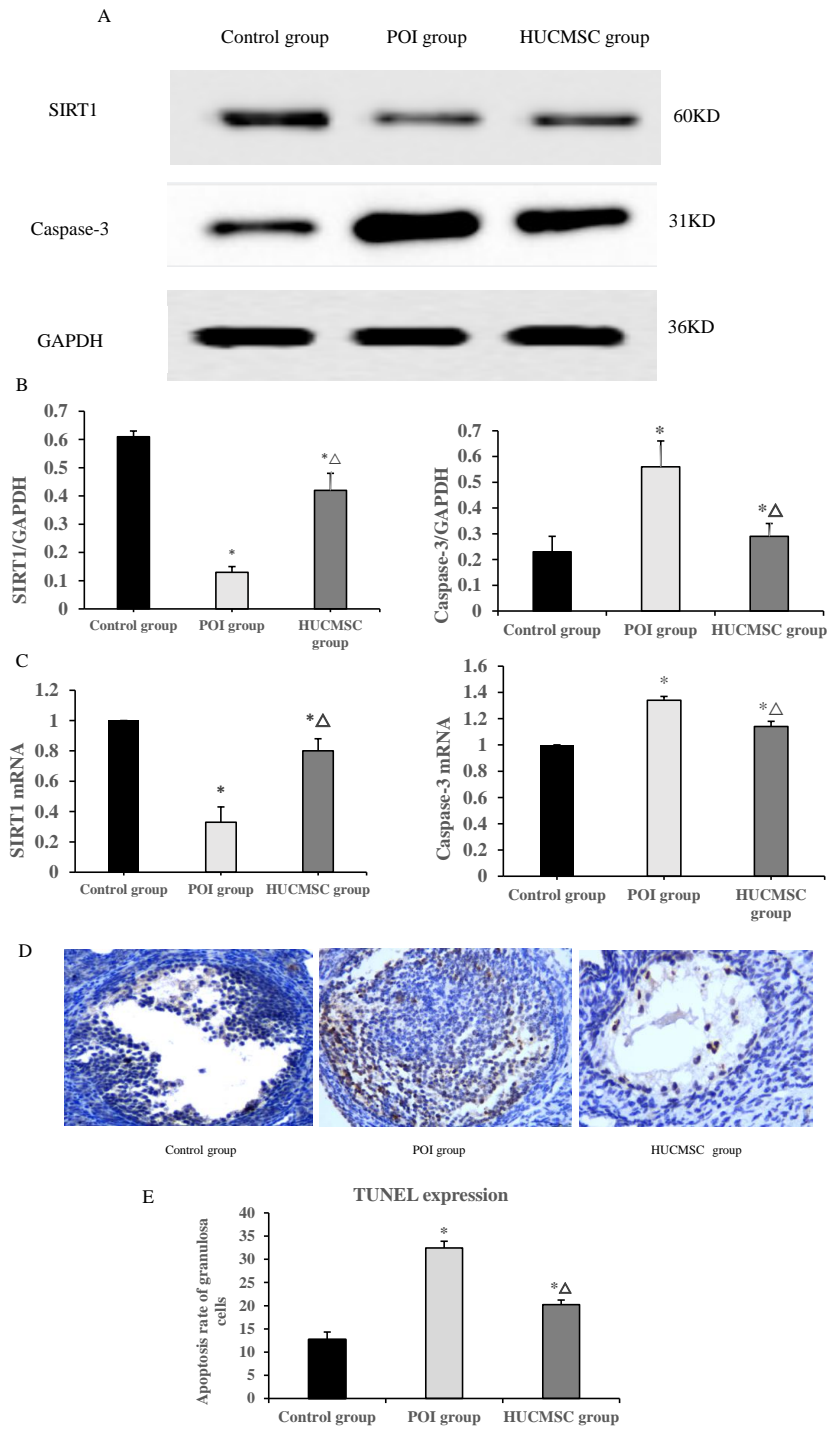 A
Control group POI group HUCMSC group
SIRT1
60KD
Caspase-3
31KD
GAPDH
36KD
B
SIRT1/GAPDH
0.7
0.6
0.5
0.4
0.3
0.2
0.1
0
*
*△
Control group POI group HUCMSC
group
Caspase-3/GAPDH
0.7
0.6
0.5
0.4
0.3
0.2
0.1
0
*
*△
Control group POI group HUCMSC group
C
SIRT1 mRNA
1.2
1
0.8
0.6
0.4
0.2
0
*
*△
Control group POI group HUCMSC group
Caspase-3 mRNA
1.6
1.4
1.2
1
0.8
0.6
0.4
0.2
0
*
*△
Control group POI group HUCMSC
group
D
Control group POI group HUCMSC group
E
TUNEL expression
Apoptosis rate of granulosa
cells
40
35
30
25
20
15
10
5
0
*
*△
Control group POI group HUCMSC group